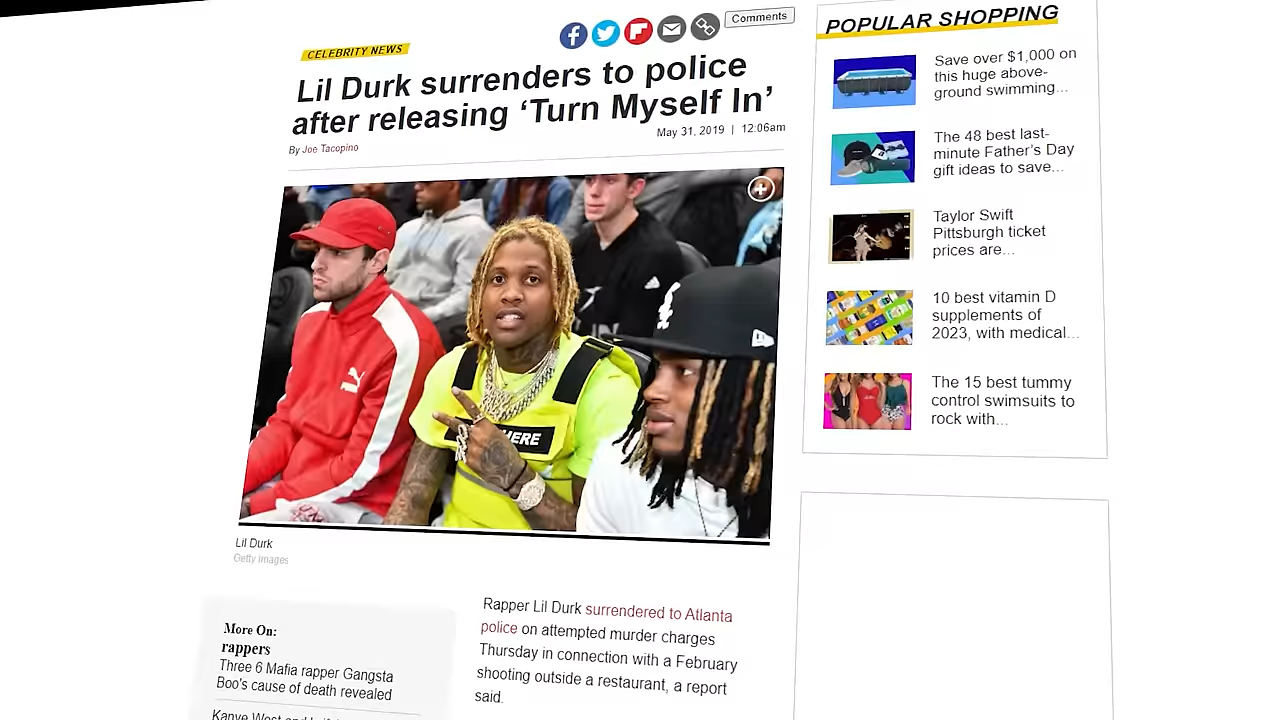 CELEBRITY NEWS
Comments
Lil Durk surrenders to police
after releasing ‘Turn Myself In’
May 31, 2019 | 12:06am
By Joe Tacopino
HERE
Lil Durk
Getty Images
More On:
rappers
Three 6 Mafia rapper Gangsta
Boo's cause of death revealed
Kanye West and
Rapper Lil Durk surrendered to Atlanta
police on attempted murder charges
Thursday in connection with a February
shooting outside a restaurant, a report
said.
POPULAR SHOPPING
Save over $1,000 on
this huge above-
ground swimming...
The 48 best last-
minute Father’s Day
gift ideas to save...
Taylor Swift
Pittsburgh ticket
prices are...
10 best vitamin D
supplements of
2023, with medical...
The 15 best tummy
control swimsuits to
rock with...